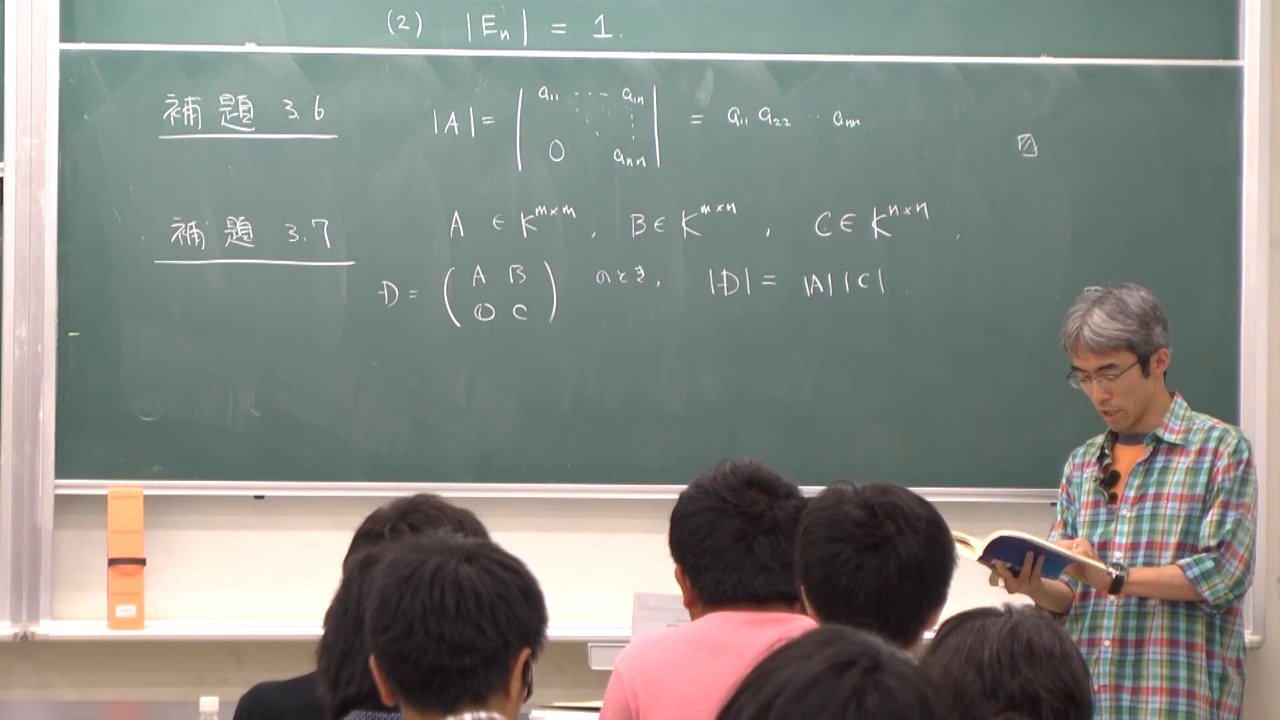 (2) |Eₙ| = 1.
補題 3.6 |A| = | a₁₁ ⋯ a₁ₙ ⋱ ⋮ 0 aₙₙ | = a₁₁ a₂₂ ⋯ aₙₙ
補題 3.7 A ∈ K^{m×m}, B ∈ K^{m×n}, C ∈ K^{n×n},
D = ( A B O C ) のとき, |D| = |A| |C|.